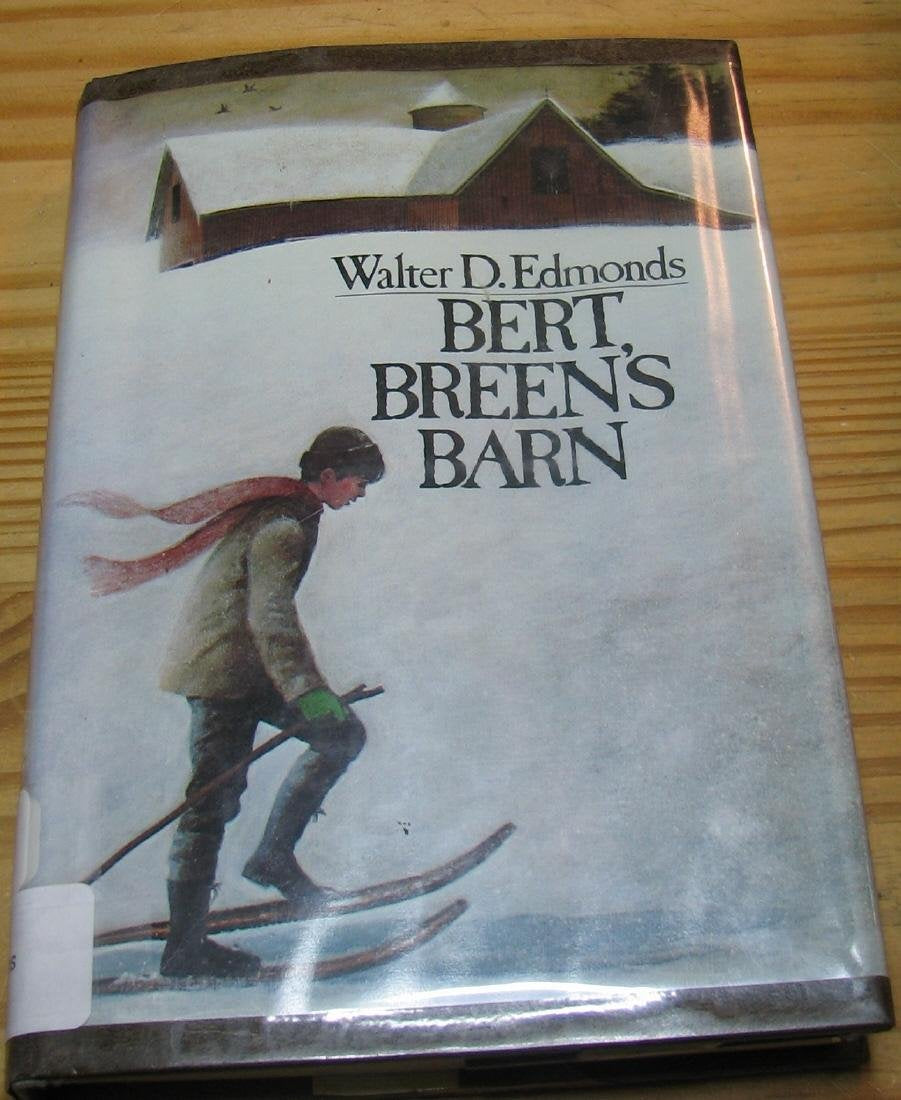 Walter D. Edmonds
BERT
BREEN'S
BARN
S